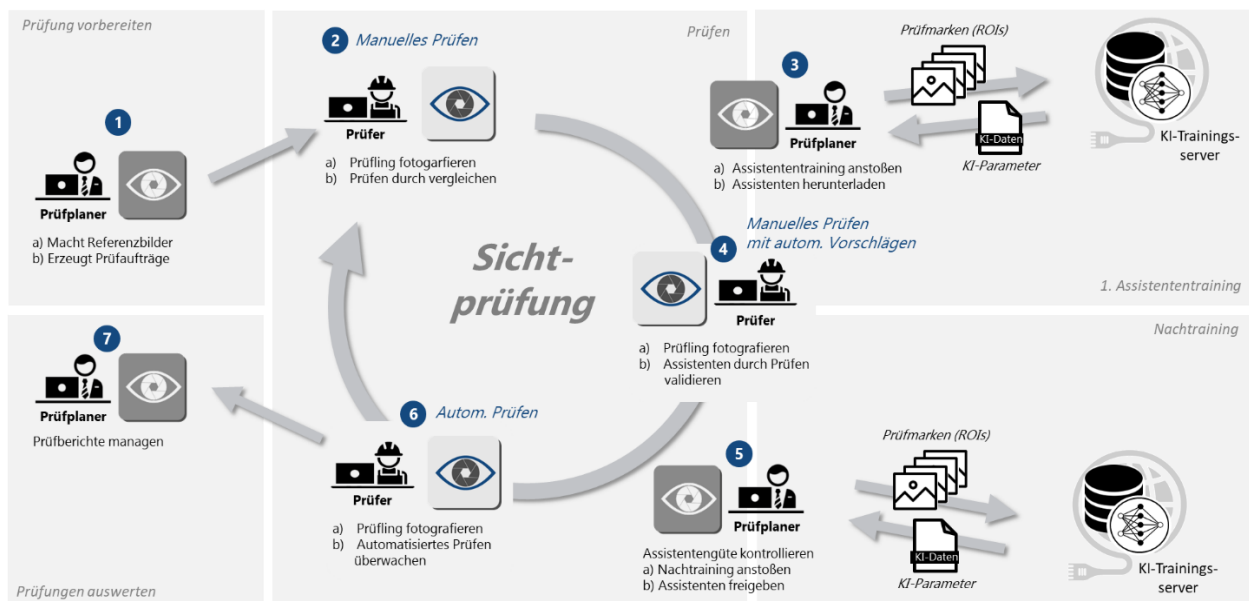 Prüfung vorbereiten
1
Prüfplaner
a) Macht Referenzbilder
b) Erzeugt Prüfaufträge
2
Manuelles Prüfen
Prüfen
Prüfer
a) Prüfling fotogarfieren
b) Prüfen durch vergleichen
3
Prüfplaner
a) Assistententraining anstoßen
b) Assistenten herunterladen
Prüfmarken (ROIs)
KI-Daten
KI-Parameter
KI-Trainings-
server
1. Assistententraining
Sicht-
prüfung
4
Manuelles Prüfen
mit autom. Vorschlägen
Prüfer
a) Prüfling fotografieren
b) Assistenten durch Prüfen
validieren
Nachtraining
5
Prüfplaner
Assistentengüte kontrollieren
a) Nachtraining anstoßen
b) Assistenten freigeben
Prüfmarken (ROIs)
KI-Daten
KI-Parameter
KI-Trainings-
server
6
Autom. Prüfen
Prüfer
a) Prüfling fotografieren
b) Automatisiertes Prüfen
überwachen
7
Prüfplaner
Prüfberichte managen
Prüfungen auswerten